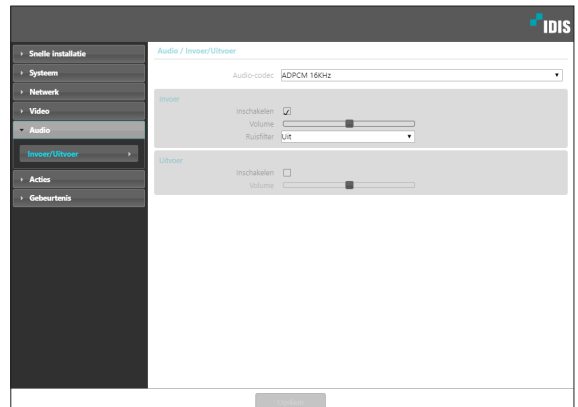 IDIS
Snelle installatie
Systeem
Netwerk
Video
Audio
Invoer/Uitvoer
Acties
Gebeurtenis
Audio / Invoer/Uitvoer
Audio-codec ADPCM 16KHz
Invoer
Inschakelen
Volume
Ruisfilter Uit
Uitvoer
Inschakelen
Volume